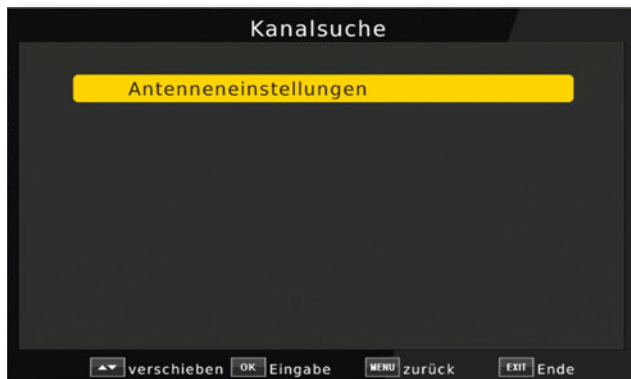 Kanalsuche
Antenneneinstellungen
verschieben OK Eingabe MENU zurück EXIT Ende